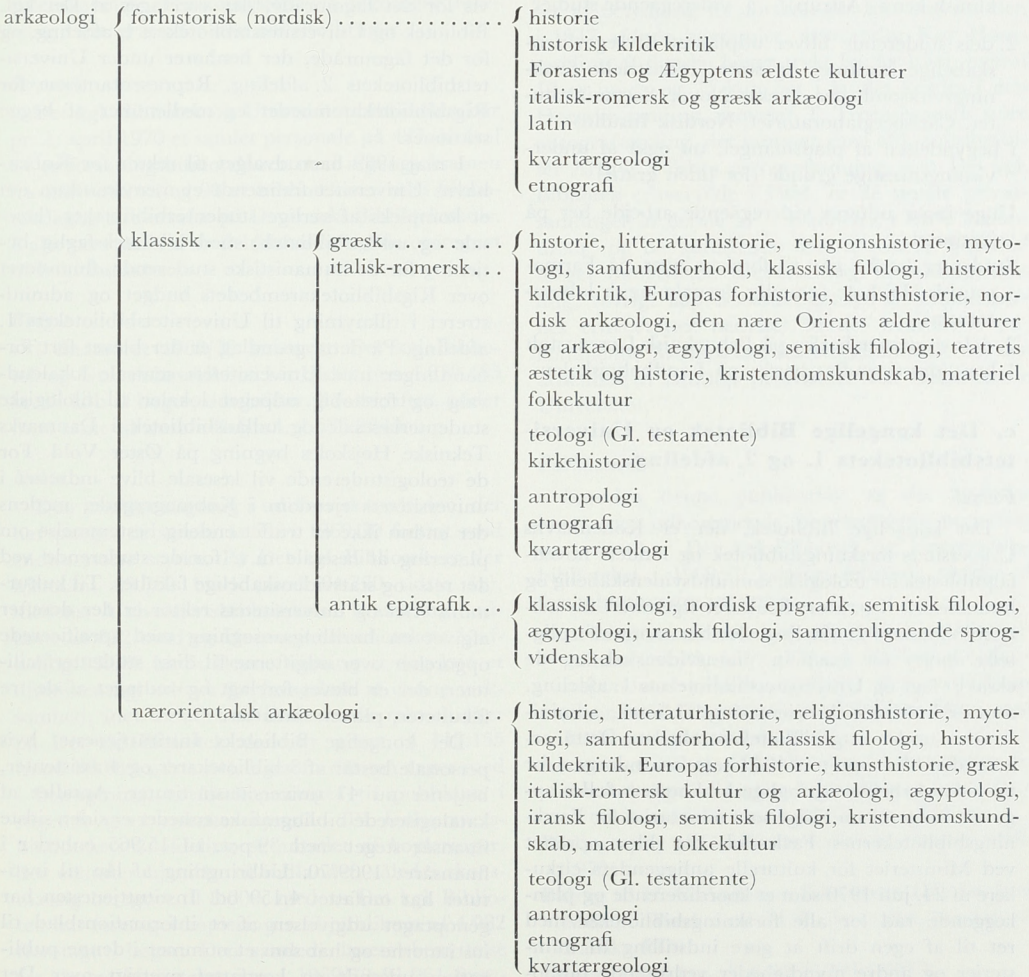 arkæologi forhistorisk (nordisk) . . . . . . . . . . . . . . . . . . historie
historisk kildekritik
Forasiens og Ægyptens ældste kulturer
italisk-romersk og græsk arkæologi
latin
kvartærgeologi
etnografi
klassisk . . . . . . . . . græsk . . . . . . . . . . . . historie, litteraturhistorie, religionshistorie, myto-
italisk-romersk . . . logi, samfundsforhold, klassisk filologi, historisk
kildekritik, Europas forhistorie, kunsthistorie, nor-
disk arkæologi, den nære Orients ældre kulturer
og arkæologi, ægyptologi, semitisk filologi, teatrets
æstetik og historie, kristendomskundskab, materiel
folkekultur
teologi (Gl. testamente)
kirkehistorie
antropologi
etnografi
kvartærgeologi
antik epigrafik . . . klassisk filologi, nordisk epigrafik, semitisk filologi,
ægyptologi, iransk filologi, sammenlignende sprog-
videnskab
nærorientalsk arkæologi . . . . . . . . . . . . . . . historie, litteraturhistorie, religionshistorie, myto-
logi, samfundsforhold, klassisk filologi, historisk
kildekritik, Europas forhistorie, kunsthistorie, græsk
italisk-romersk kultur og arkæologi, ægyptologi,
iransk filologi, semitisk filologi, kristendomskund-
skab, materiel folkekultur
teologi (Gl. testamente)
antropologi
etnografi
kvartærgeologi